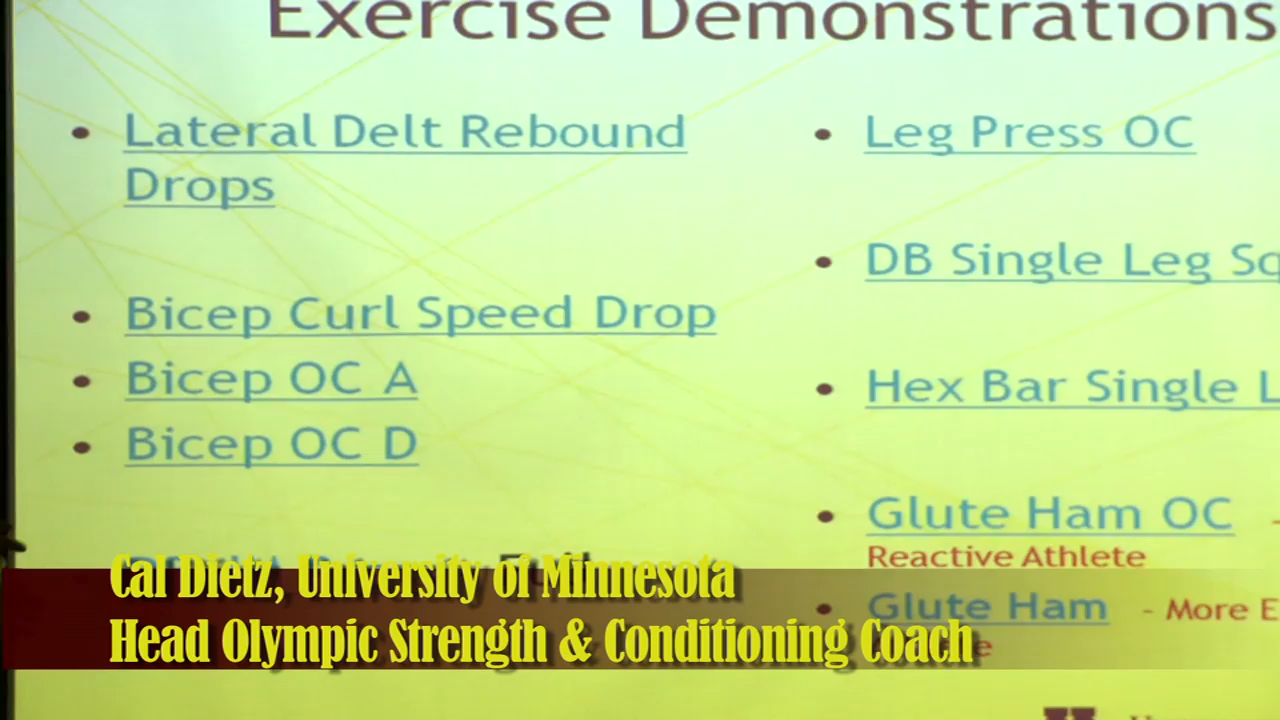 Exercise Demonstrations
• Lateral Delt Rebound
Drops
• Bicep Curl Speed Drop
• Bicep OC A
• Bicep OC D
• Leg Press OC
• DB Single Leg Sq
• Hex Bar Single L
• Glute Ham OC -
Reactive Athlete
• Glute Ham - More E
Cal Dietz, University of Minnesota
Head Olympic Strength & Conditioning Coach